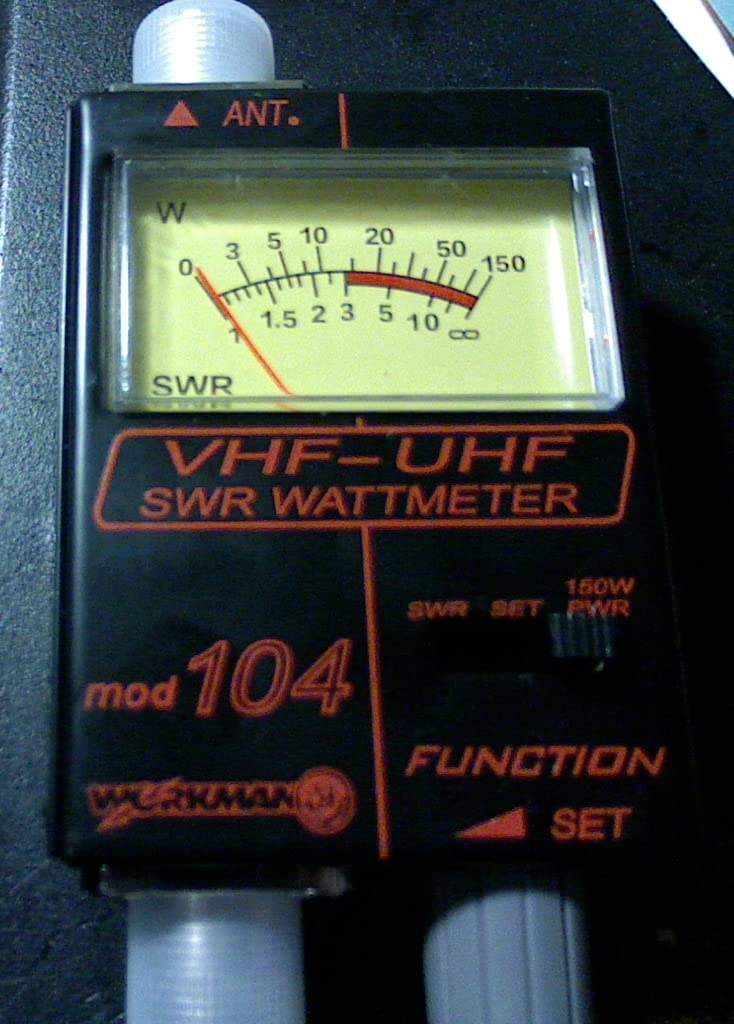 ▲ ANT.
W
0 3 5 10 20 50 150
1 1.5 2 3 5 10 ∞
SWR
VHF-UHF
SWR WATTMETER
150W
SWR SET PWR
mod 104
FUNCTION
WORKMAN
SET